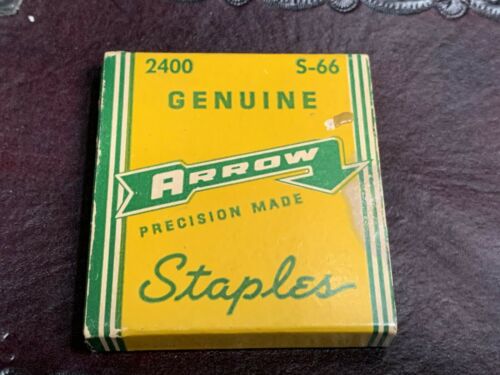 2400 S-66
GENUINE
ARROW
PRECISION MADE
Staples